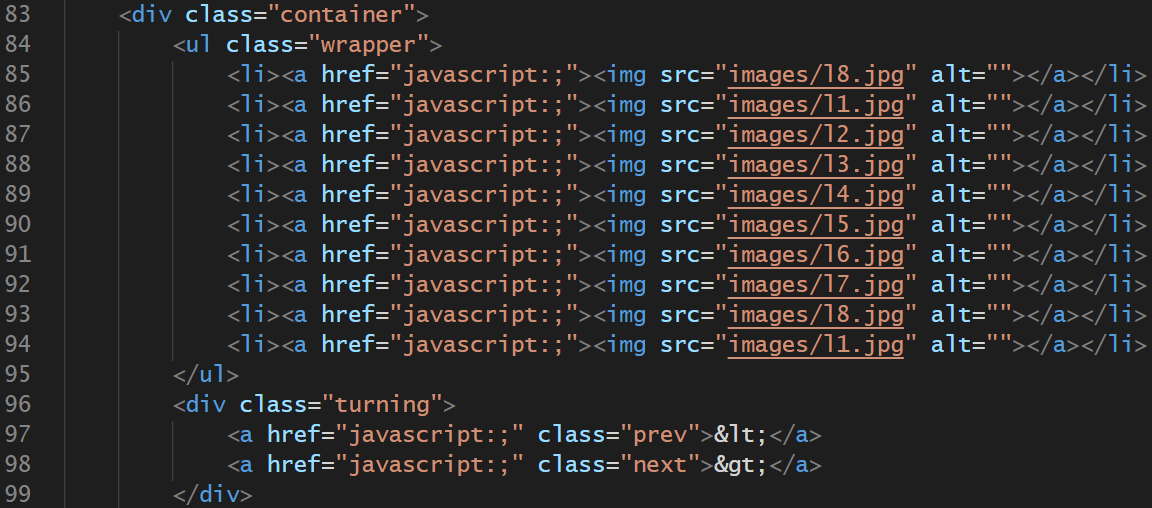 83 <div class="container">
84 <ul class="wrapper">
85 <li><a href="javascript:;"><img src="images/l8.jpg" alt=""></a></li>
86 <li><a href="javascript:;"><img src="images/l1.jpg" alt=""></a></li>
87 <li><a href="javascript:;"><img src="images/l2.jpg" alt=""></a></li>
88 <li><a href="javascript:;"><img src="images/l3.jpg" alt=""></a></li>
89 <li><a href="javascript:;"><img src="images/l4.jpg" alt=""></a></li>
90 <li><a href="javascript:;"><img src="images/l5.jpg" alt=""></a></li>
91 <li><a href="javascript:;"><img src="images/l6.jpg" alt=""></a></li>
92 <li><a href="javascript:;"><img src="images/l7.jpg" alt=""></a></li>
93 <li><a href="javascript:;"><img src="images/l8.jpg" alt=""></a></li>
94 <li><a href="javascript:;"><img src="images/l1.jpg" alt=""></a></li>
95 </ul>
96 <div class="turning">
97 <a href="javascript:;" class="prev">&lt;</a>
98 <a href="javascript:;" class="next">&gt;</a>
99 </div>